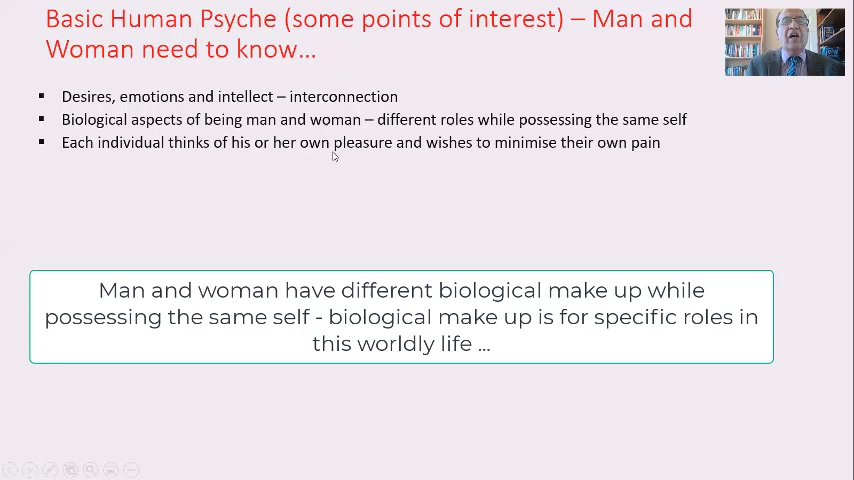 Basic Human Psyche (some points of interest) – Man and
Woman need to know...
▪ Desires, emotions and intellect – interconnection
▪ Biological aspects of being man and woman – different roles while possessing the same self
▪ Each individual thinks of his or her own pleasure and wishes to minimise their own pain
Man and woman have different biological make up while
possessing the same self - biological make up is for specific roles in
this worldly life ...